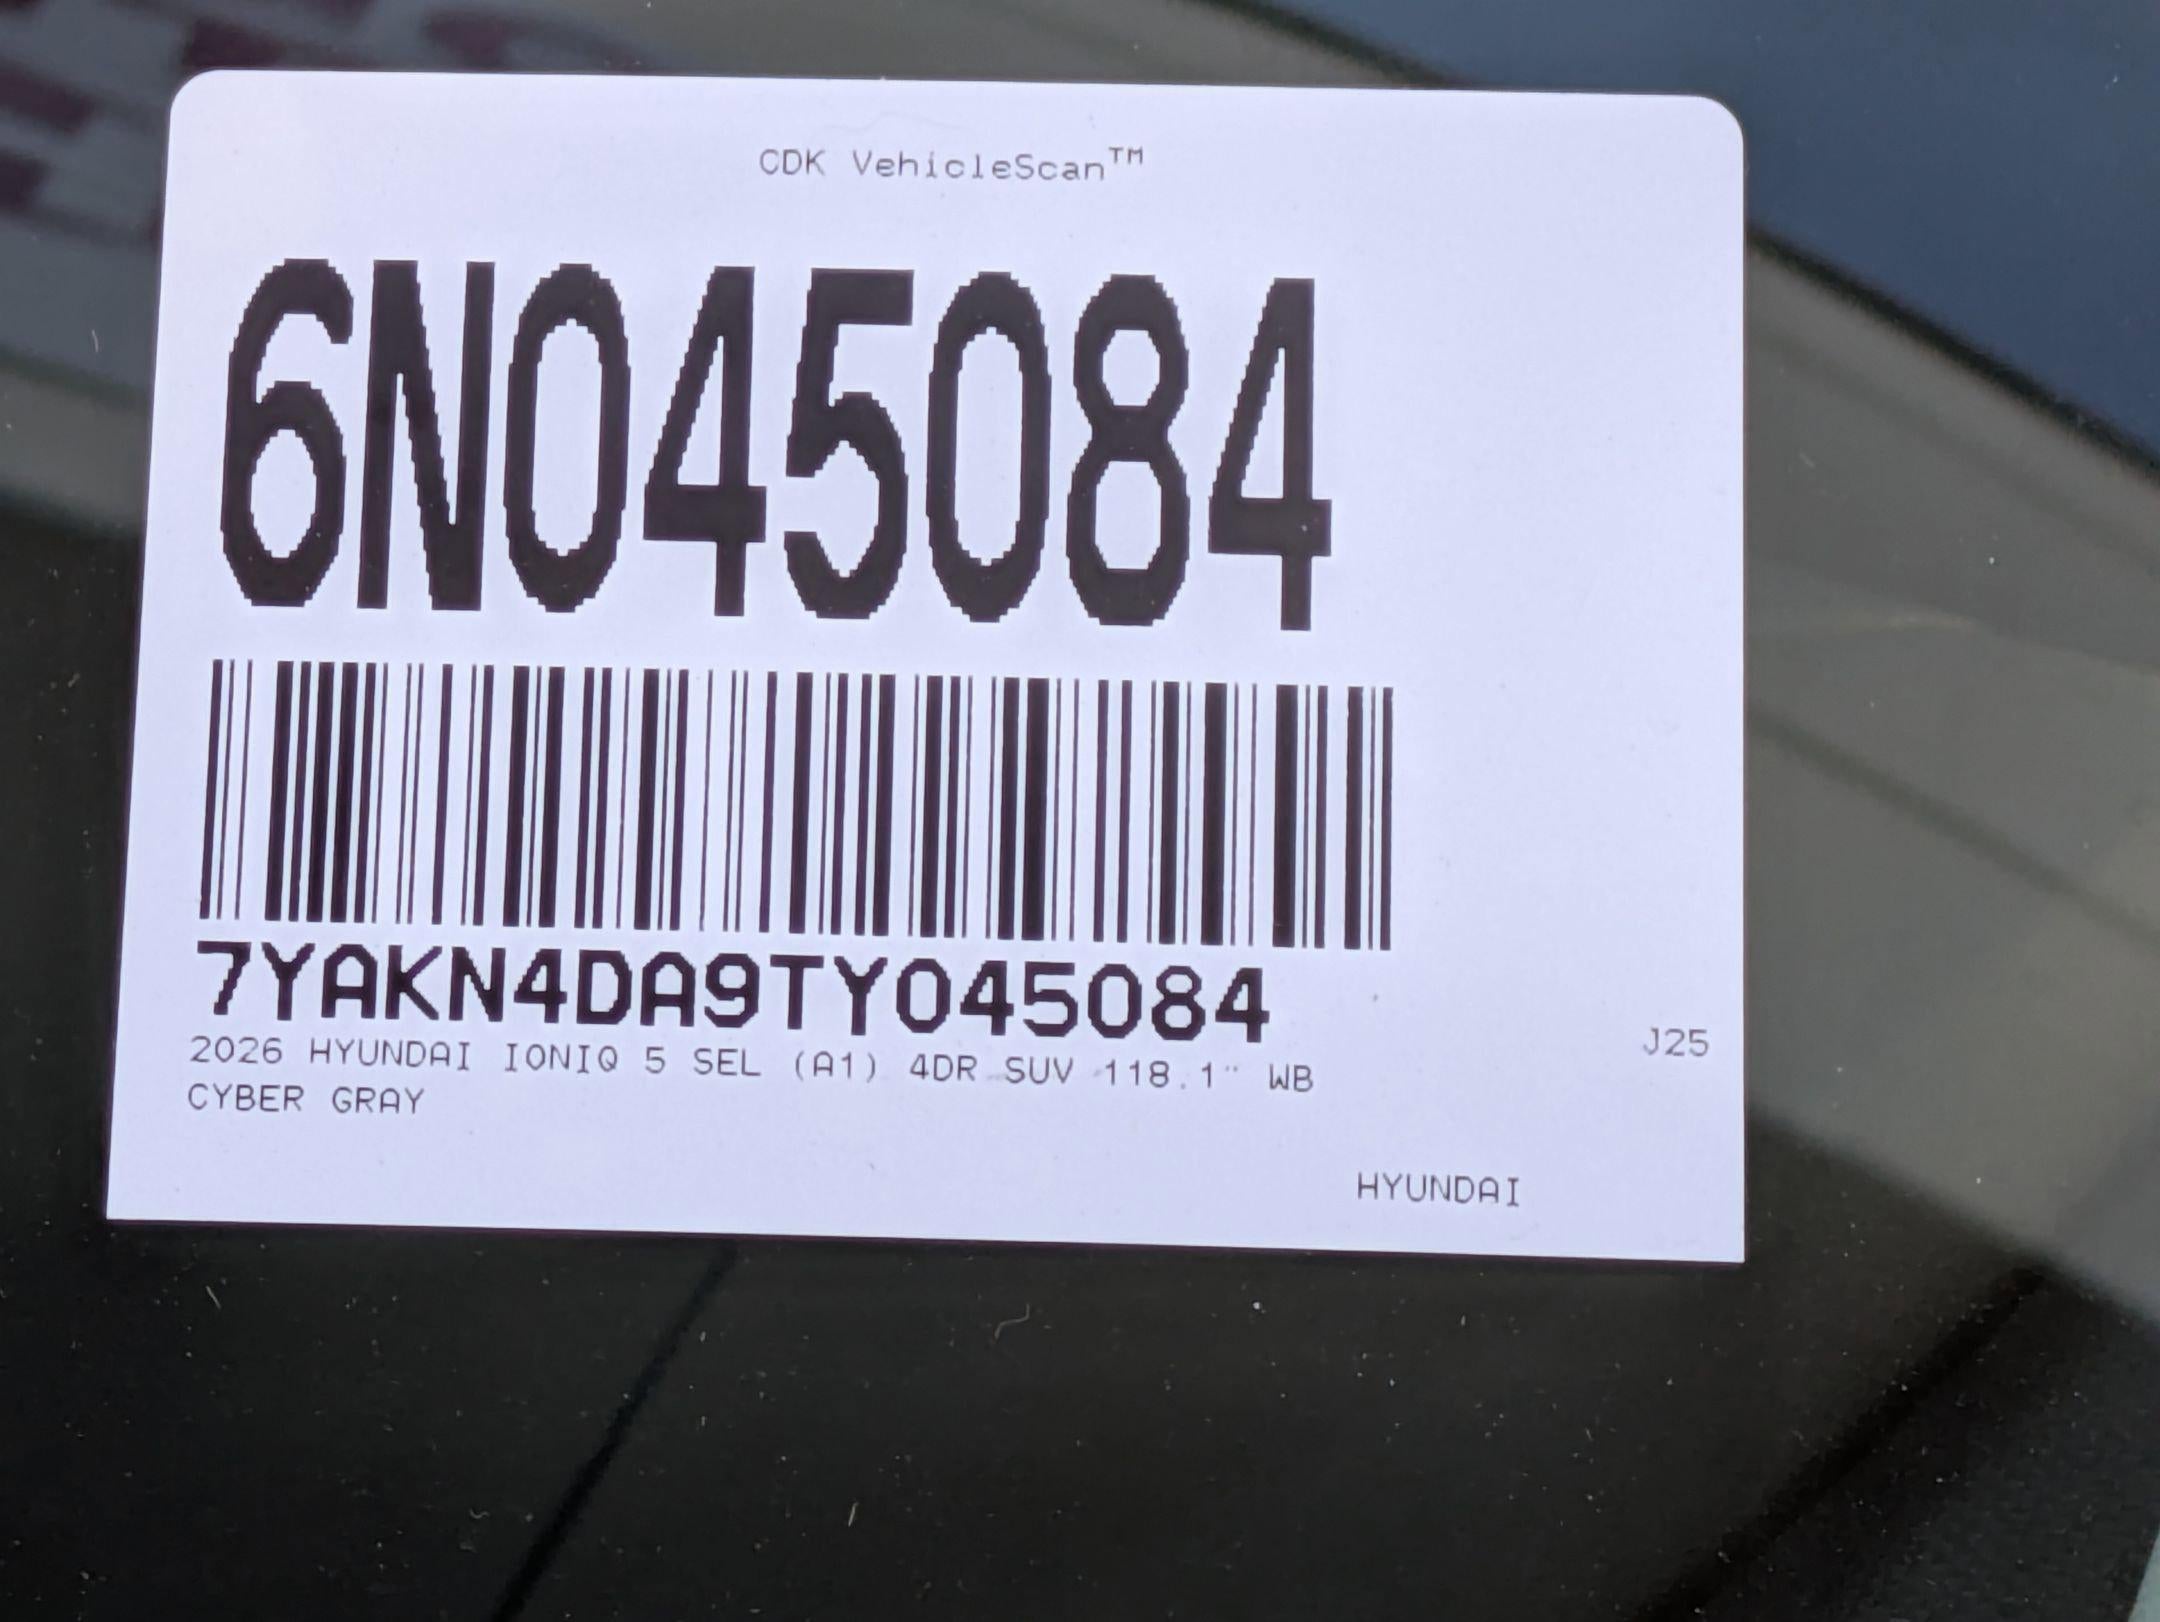 CDK VehicleScan™
6N045084
7YAKN4DA9TY045084
2026 HYUNDAI IONIQ 5 SEL (A1) 4DR SUV 118.1" WB
J25
CYBER GRAY
HYUNDAI